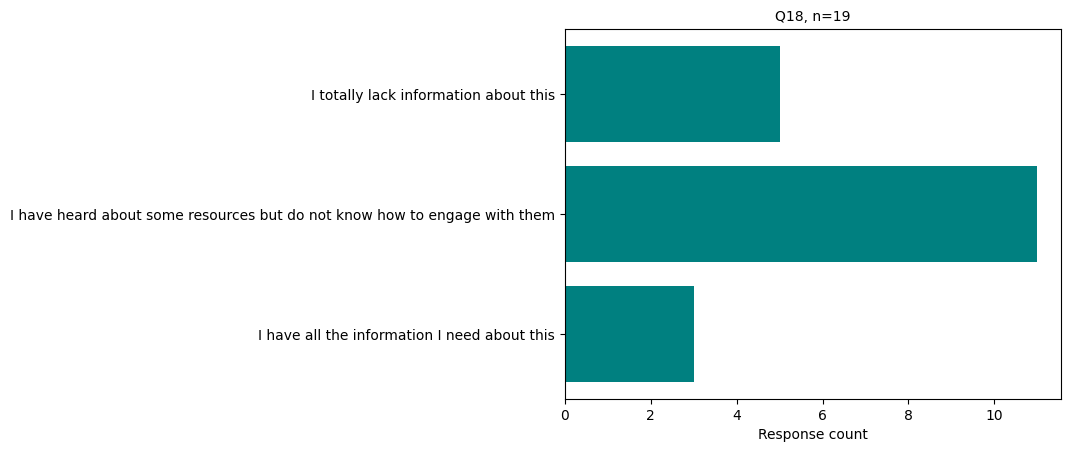 Q18, n=19
I totally lack information about this
I have heard about some resources but do not know how to engage with them
I have all the information I need about this
0 2 4 6 8 10
Response count